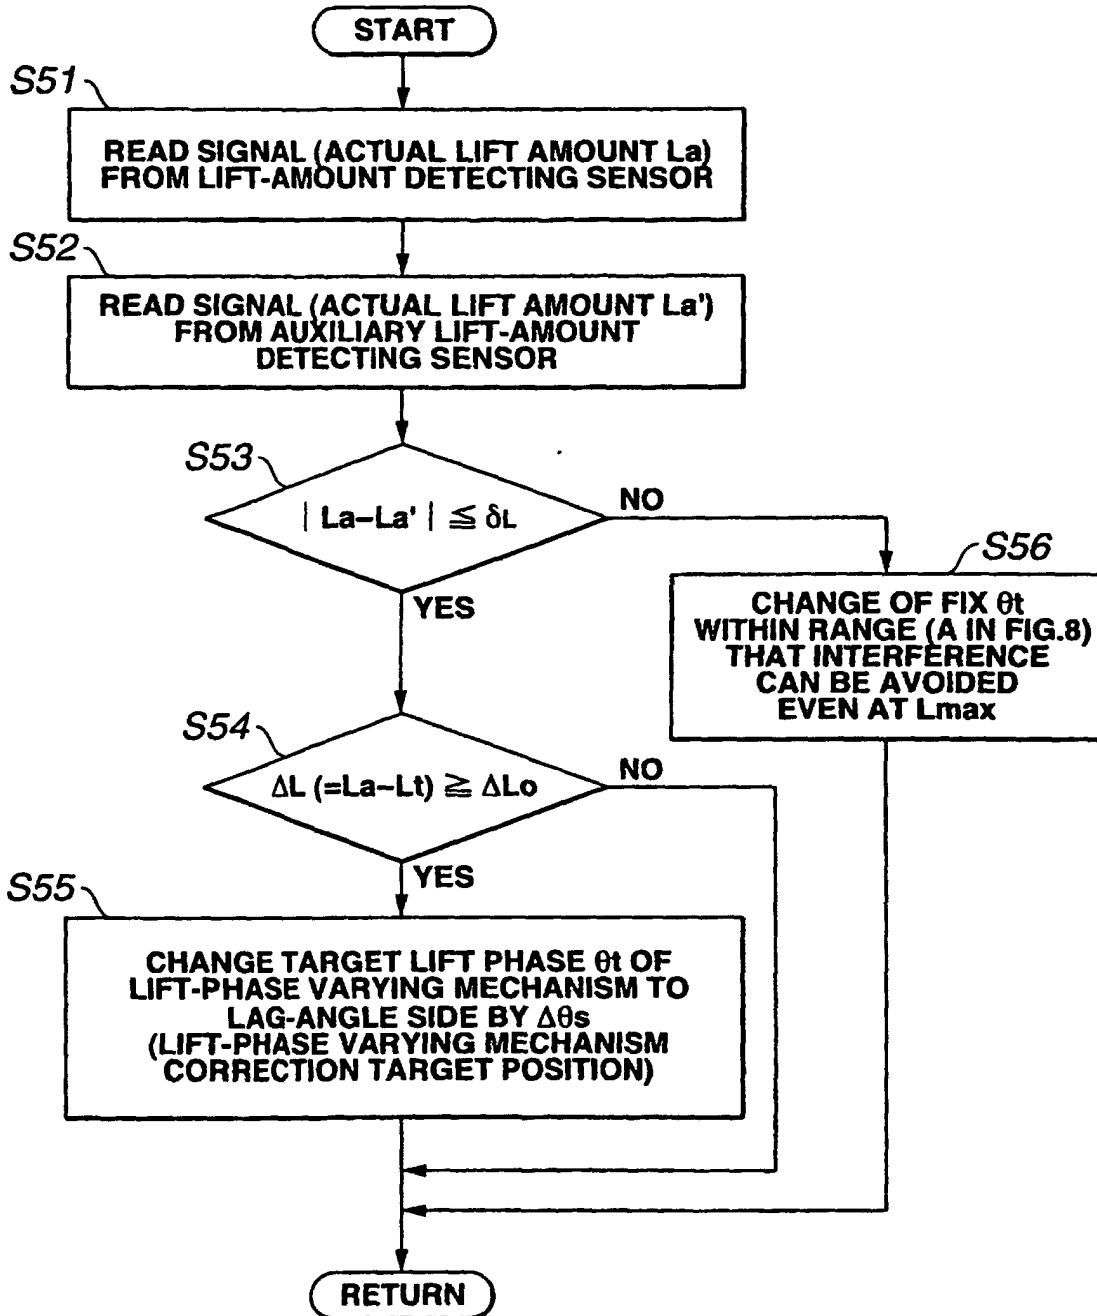 START
S51
READ SIGNAL (ACTUAL LIFT AMOUNT La)
FROM LIFT-AMOUNT DETECTING SENSOR
S52
READ SIGNAL (ACTUAL LIFT AMOUNT La')
FROM AUXILIARY LIFT-AMOUNT
DETECTING SENSOR
S53
| La-La' | ≦ δL
NO
YES
S56
CHANGE OF FIX θt
WITHIN RANGE (A IN FIG.8)
THAT INTERFERENCE
CAN BE AVOIDED
EVEN AT Lmax
S54
ΔL (=La-Lt) ≧ ΔLo
NO
YES
S55
CHANGE TARGET LIFT PHASE θt OF
LIFT-PHASE VARYING MECHANISM TO
LAG-ANGLE SIDE BY Δθs
(LIFT-PHASE VARYING MECHANISM
CORRECTION TARGET POSITION)
RETURN